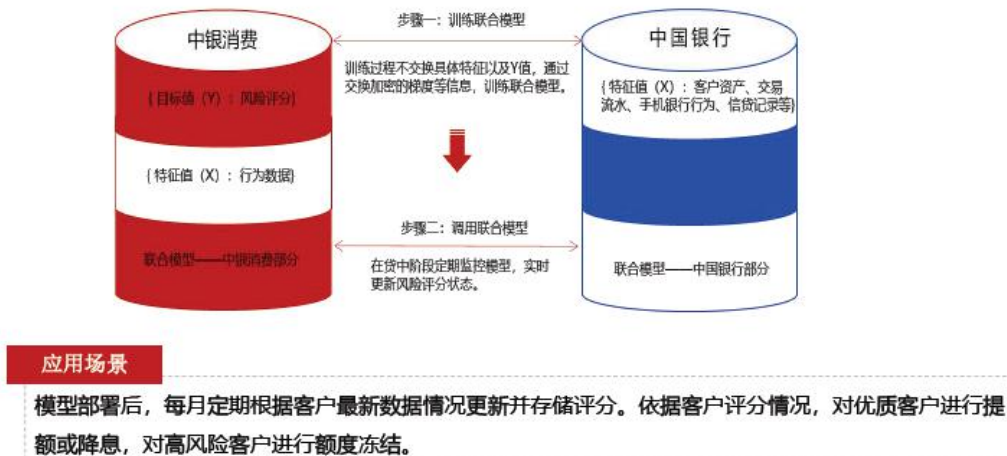 中银消费
步骤一：训练联合模型
中国银行
训练过程不交换具体特征以及Y值，通过
交换加密的梯度等信息，训练联合模型。
{目标值（Y）：风险评分}
{特征值（X）：客户资产、交易
流水、手机银行行为、信贷记录等}
{特征值（X）：行为数据}
步骤二：调用联合模型
联合模型——中银消费部分
在贷中阶段定期监控模型，实时
更新风险评分状态。
联合模型——中国银行部分
应用场景
模型部署后，每月定期根据客户最新数据情况更新并存储评分。依据客户评分情况，对优质客户进行提
额或降息，对高风险客户进行额度冻结。